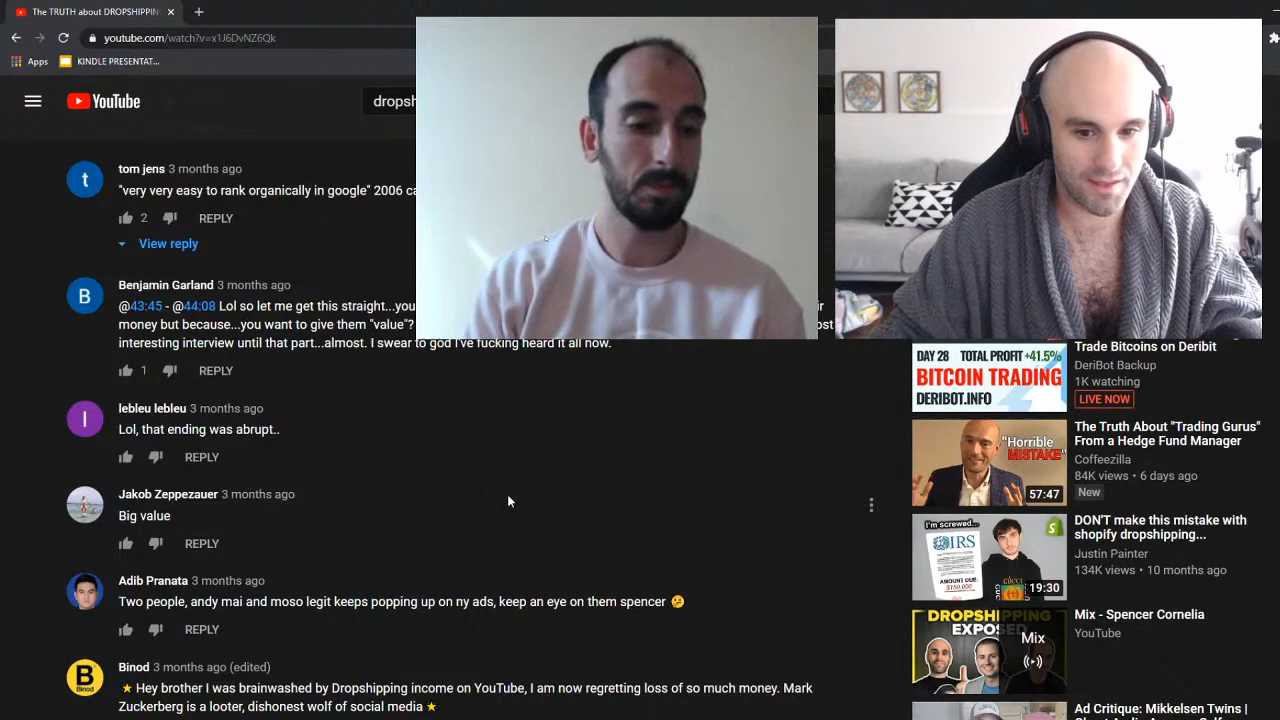 The TRUTH about DROPSHIPPIN
youtube.com/watch?v=x1J6DvNZ6Qk
Apps
KINDLE PRESENTAT...
YouTube
dropsh
tom jens 3 months ago
"very very easy to rank organically in google" 2006 ca
2
REPLY
View reply
Benjamin Garland 3 months ago
@43:45 - @44:08 Lol so let me get this straight...you
money but because...you want to give them "value"?
interesting interview until that part...almost. I swear to god I've fucking heard it all now.
1
REPLY
lebleu lebleu 3 months ago
Lol, that ending was abrupt..
REPLY
Jakob Zeppezauer 3 months ago
Big value
REPLY
Adib Pranata 3 months ago
Two people, andy mai and dan legion was popping up on ny ads, keep an eye on them spencer 🤔
REPLY
Binod 3 months ago (edited)
⭐ Hey brother I was brainwashed by Dropshipping income on YouTube, I am now regretting loss of so much money. Mark
Zuckerberg is a looter, dishonest wolf of social media ⭐
DAY 28 TOTAL PROFIT +41.5%
BITCOIN TRADING
DERIBOT.INFO
Trade Bitcoins on Deribit
DeriBot Backup
1K watching
LIVE NOW
"Horrible
MISTAKE"
57:47
The Truth About "Trading Gurus"
From a Hedge Fund Manager
Coffeezilla
84K views • 6 days ago
New
I'm screwed...
IRS
AMOUNT DUE:
$150,000
GUCCI
19:30
DON'T make this mistake with
shopify dropshipping...
Justin Painter
134K views • 10 months ago
DROPSHIPPING
EXPOSED
Mix
Mix - Spencer Cornelia
YouTube
Ad Critique: Mikkelsen Twins |